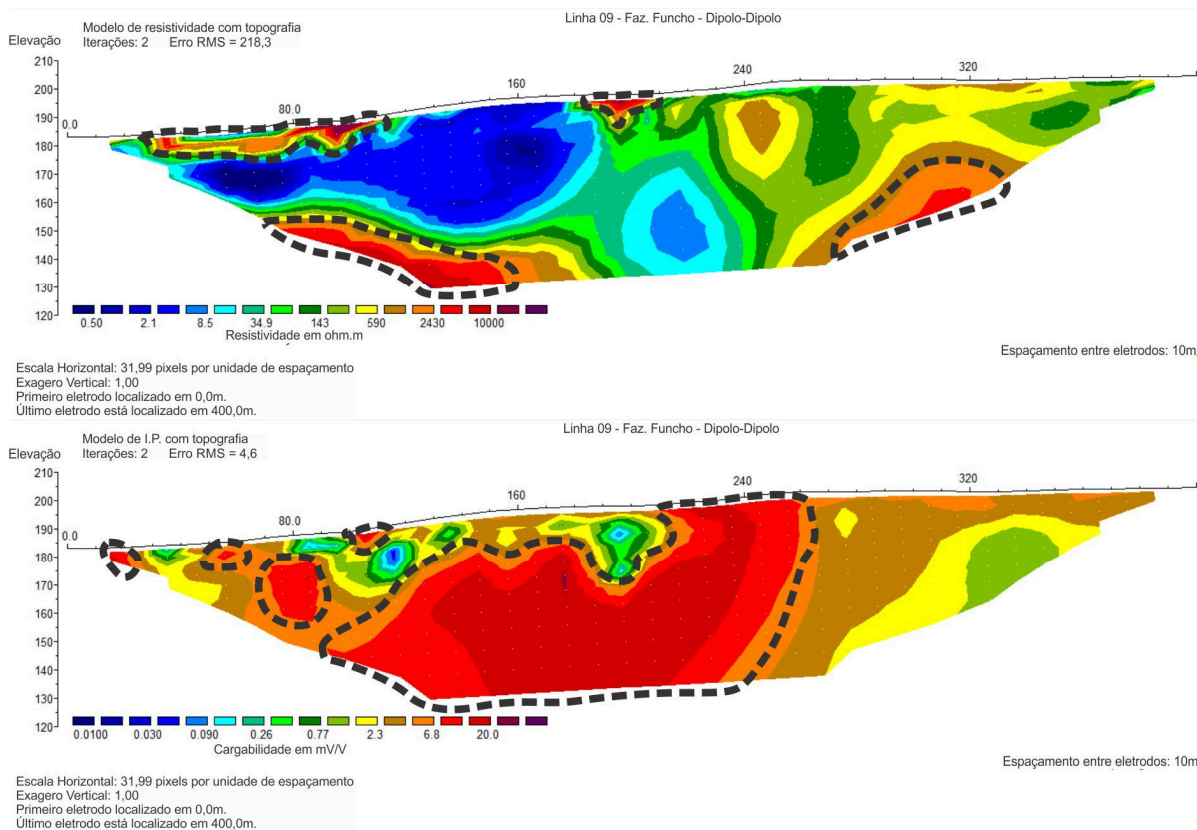 Linha 09 - Faz. Funcho - Dipolo-Dipolo
Modelo de resistividade com topografia
Elevação Iterações: 2 Erro RMS = 218,3
210
200
190
180
170
160
150
140
130
120
0.0
80.0
160
240
320
0.50 2.1 8.5 34.9 143 590 2430 10000
Resistividade em ohm.m
Espaçamento entre eletrodos: 10m
Escala Horizontal: 31,99 pixels por unidade de espaçamento
Exagero Vertical: 1,00
Primeiro eletrodo localizado em 0,0m.
Último eletrodo está localizado em 400,0m.
Linha 09 - Faz. Funcho - Dipolo-Dipolo
Modelo de I.P. com topografia
Elevação Iterações: 2 Erro RMS = 4,6
210
200
190
180
170
160
150
140
130
120
0.0
80.0
160
240
320
0.0100 0.030 0.090 0.26 0.77 2.3 6.8 20.0
Cargabilidade em mV/V
Espaçamento entre eletrodos: 10m
Escala Horizontal: 31,99 pixels por unidade de espaçamento
Exagero Vertical: 1,00
Primeiro eletrodo localizado em 0,0m.
Último eletrodo está localizado em 400,0m.